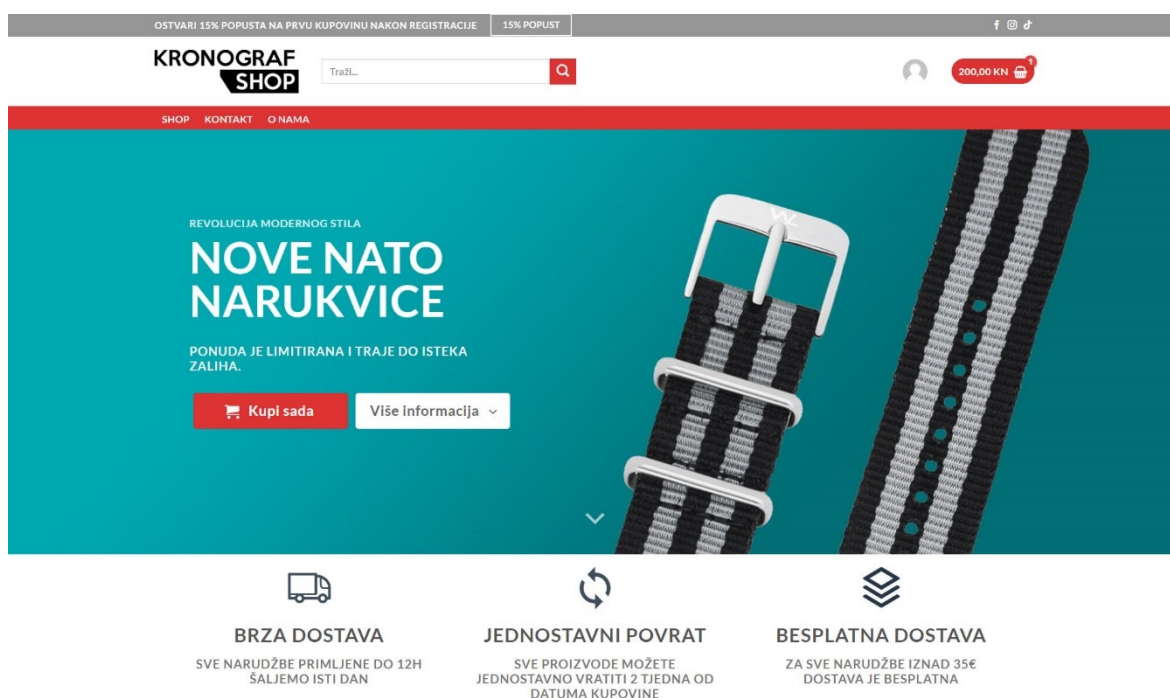 OSTVARI 15% POPUSTA NA PRVU KUPOVINU NAKON REGISTRACIJE
15% POPUST
KRONOGRAF
SHOP
Traži...
200,00 KN
1
SHOP KONTAKT O NAMA
REVOLUCIJA MODERNOG STILA
NOVE NATO
NARUKVICE
PONUDA JE LIMITIRANA I TRAJE DO ISTEKA
ZALIHA.
Kupi sada
Više informacija
BRZA DOSTAVA
SVE NARUDŽBE PRIMLJENE DO 12H
ŠALJEMO ISTI DAN
JEDNOSTAVNI POVRAT
SVE PROIZVODE MOŽETE
JEDNOSTAVNO VRATITI 2 TJEDNA OD
DATUMA KUPOVINE
BESPLATNA DOSTAVA
ZA SVE NARUDŽBE IZNAD 35€
DOSTAVA JE BESPLATNA